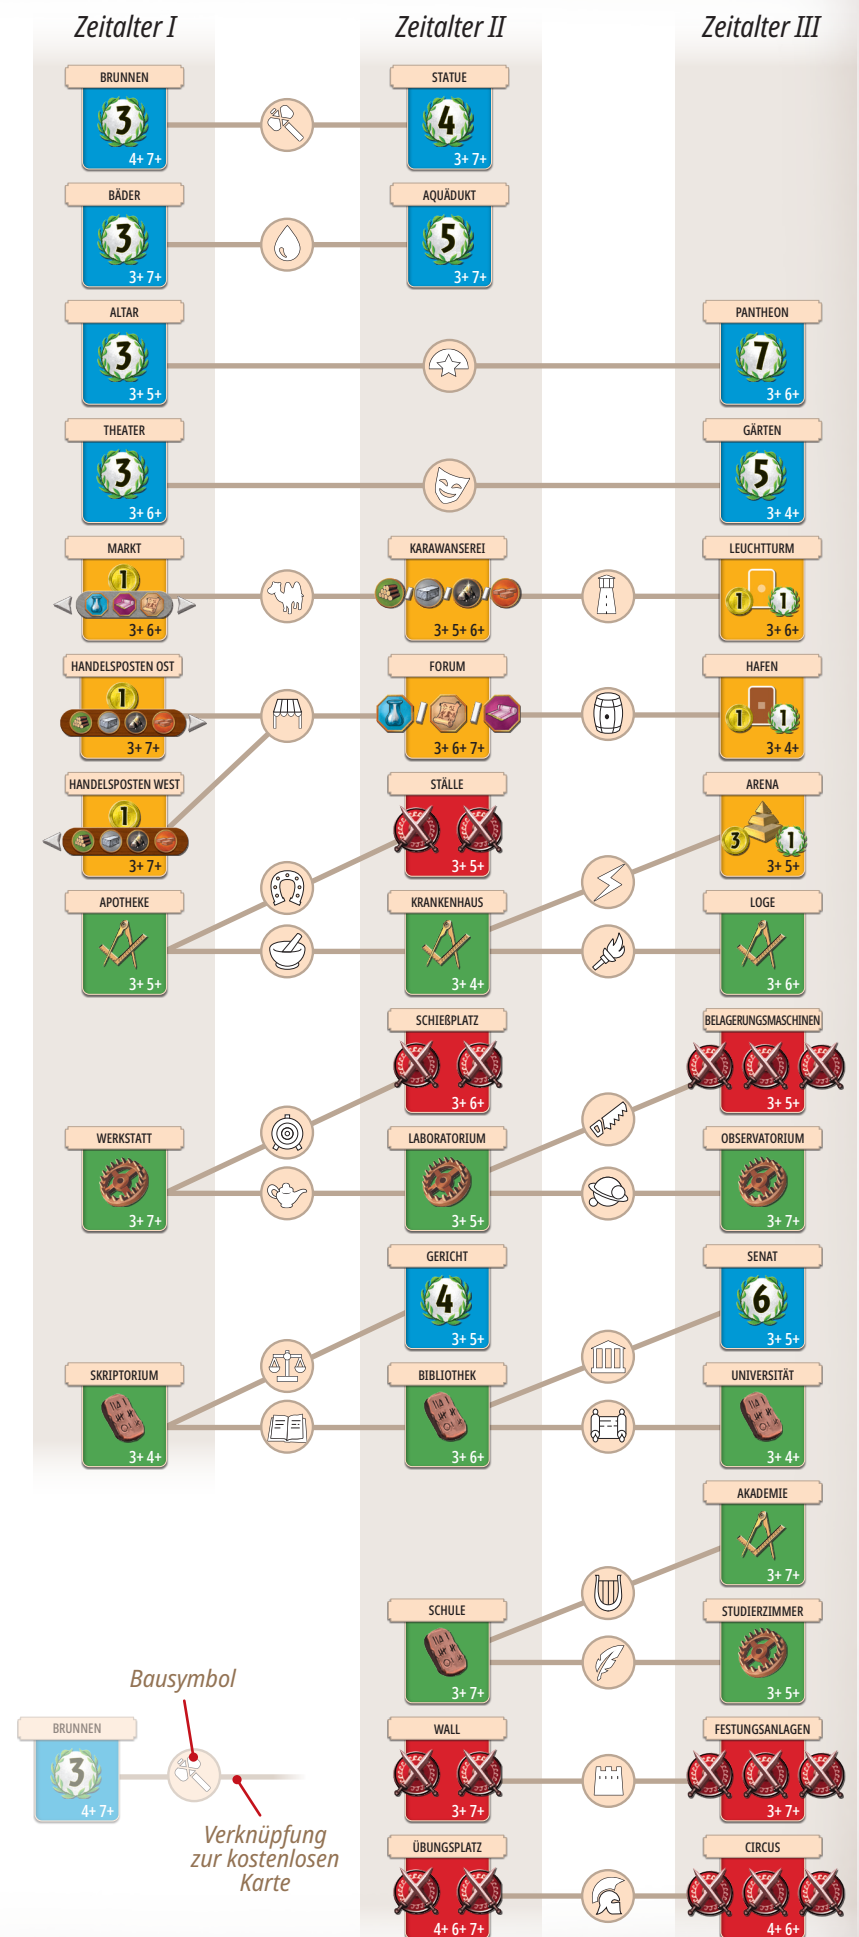 Zeitalter I Zeitalter II Zeitalter III
BRUNNEN STATUE
3 4
4+ 7+ 3+ 7+
BÄDER AQUÄDUKT
3 5
3+ 7+ 3+ 7+
ALTAR PANTHEON
3 7
3+ 5+ 3+ 6+
THEATER GÄRTEN
3 5
3+ 6+ 3+ 4+
MARKT KARAWANSEREI LEUCHTTURM
1 / / / 1 1
3+ 6+ 3+ 5+ 6+ 3+ 6+
HANDELSPOSTEN OST FORUM HAFEN
1 / / 1 1
3+ 7+ 3+ 6+ 7+ 3+ 4+
HANDELSPOSTEN WEST STÄLLE ARENA
1 3 1
3+ 7+ 3+ 5+ 3+ 5+
APOTHEKE KRANKENHAUS LOGE
3+ 5+ 3+ 4+ 3+ 6+
SCHIEẞPLATZ BELAGERUNGSMASCHINEN
3+ 6+ 3+ 5+
WERKSTATT LABORATORIUM OBSERVATORIUM
3+ 7+ 3+ 5+ 3+ 7+
GERICHT SENAT
4 6
3+ 5+ 3+ 5+
SKRIPTORIUM BIBLIOTHEK UNIVERSITÄT
3+ 4+ 3+ 6+ 3+ 4+
AKADEMIE
3+ 7+
SCHULE STUDIERZIMMER
3+ 7+ 3+ 5+
Bausymbol
BRUNNEN WALL FESTUNGSANLAGEN
3
4+ 7+ 3+ 7+ 3+ 7+
Verknüpfung
zur kostenlosen
Karte
ÜBUNGSPLATZ CIRCUS
4+ 6+ 7+ 4+ 6+